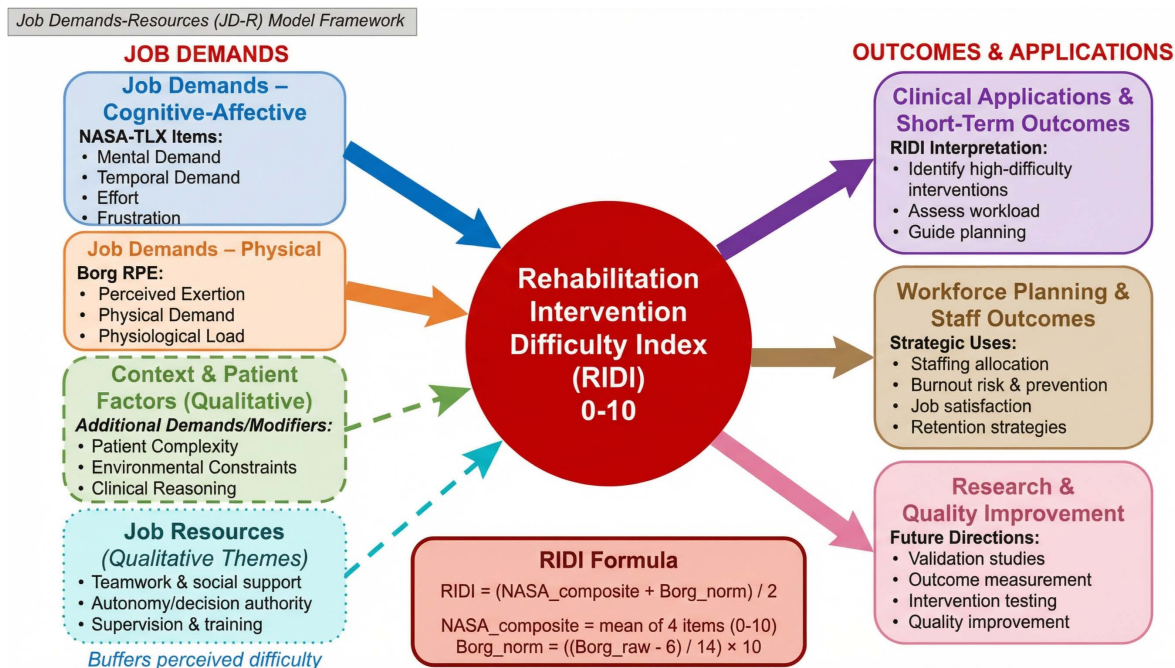 Job Demands-Resources (JD-R) Model Framework
JOB DEMANDS
Job Demands –
Cognitive-Affective
NASA-TLX Items:
• Mental Demand
• Temporal Demand
• Effort
• Frustration
Job Demands – Physical
Borg RPE:
• Perceived Exertion
• Physical Demand
• Physiological Load
Context & Patient
Factors (Qualitative)
Additional Demands/Modifiers:
• Patient Complexity
• Environmental Constraints
• Clinical Reasoning
Job Resources
(Qualitative Themes)
• Teamwork & social support
• Autonomy/decision authority
• Supervision & training
Buffers perceived difficulty
Rehabilitation
Intervention
Difficulty Index
(RIDI)
0-10
RIDI Formula
RIDI = (NASA_composite + Borg_norm) / 2
NASA_composite = mean of 4 items (0-10)
Borg_norm = ((Borg_raw - 6) / 14) × 10
OUTCOMES & APPLICATIONS
Clinical Applications &
Short-Term Outcomes
RIDI Interpretation:
• Identify high-difficulty
interventions
• Assess workload
• Guide planning
Workforce Planning &
Staff Outcomes
Strategic Uses:
• Staffing allocation
• Burnout risk & prevention
• Job satisfaction
• Retention strategies
Research &
Quality Improvement
Future Directions:
• Validation studies
• Outcome measurement
• Intervention testing
• Quality improvement